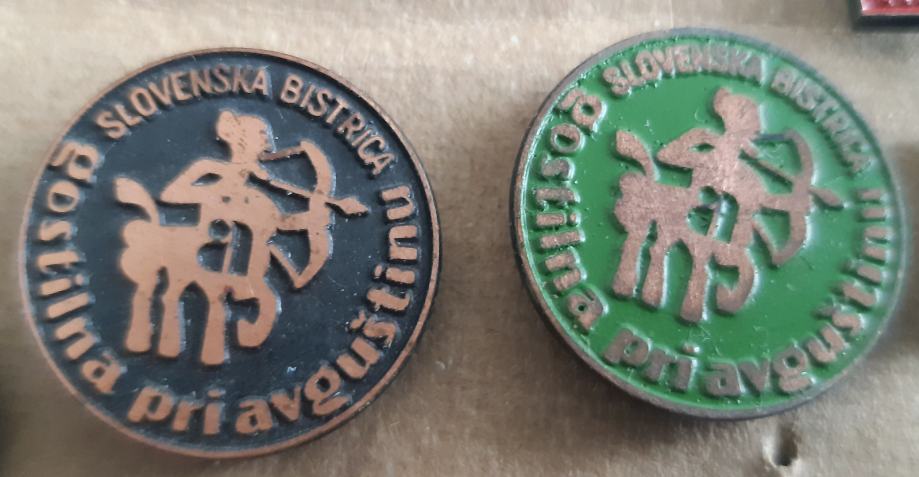 SLOVENSKA BISTRICA
gostilna pri avguštinu
SLOVENSKA BISTRICA
gostilna pri avguštinu